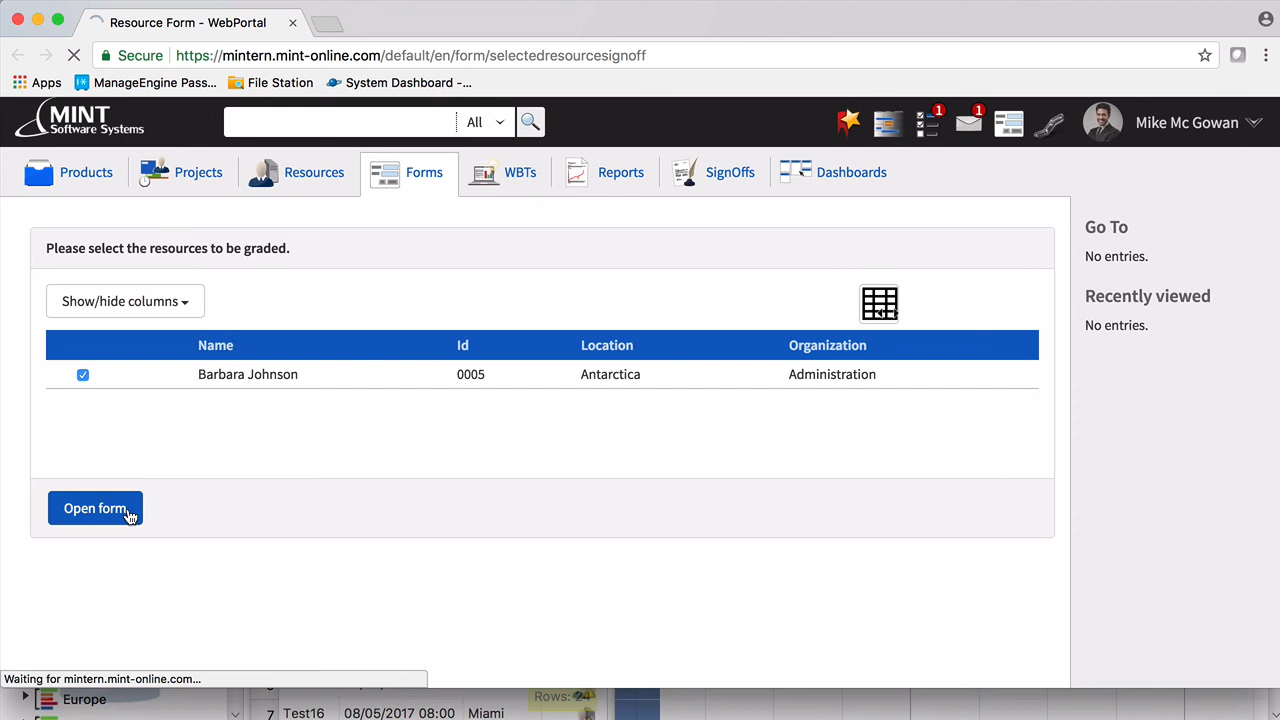 Resource Form - WebPortal
Secure https://mintern.mint-online.com/default/en/form/selectedresourcesignoff
Apps ManageEngine Pass... File Station System Dashboard -...
MINT
Software Systems
All
1 1
Mike Mc Gowan
Products Projects Resources Forms WBTs Reports SignOffs Dashboards
Please select the resources to be graded.
Go To
No entries.
Show/hide columns
Recently viewed
No entries.
Name Id Location Organization
Barbara Johnson 0005 Antarctica Administration
Open form
Waiting for mintern.mint-online.com...
Europe
Rows: 24
7 Test16 08/05/2017 08:00 Miami